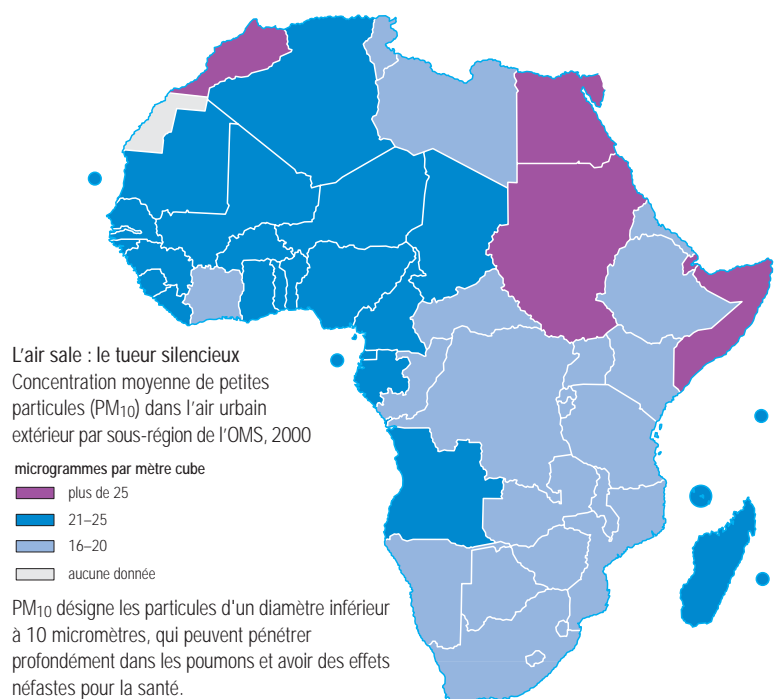 L'air sale : le tueur silencieux
Concentration moyenne de petites
particules (PM10) dans l'air urbain
extérieur par sous-région de l'OMS, 2000
microgrammes par mètre cube
plus de 25
21–25
16–20
aucune donnée
PM10 désigne les particules d'un diamètre inférieur
à 10 micromètres, qui peuvent pénétrer
profondément dans les poumons et avoir des effets
néfastes pour la santé.